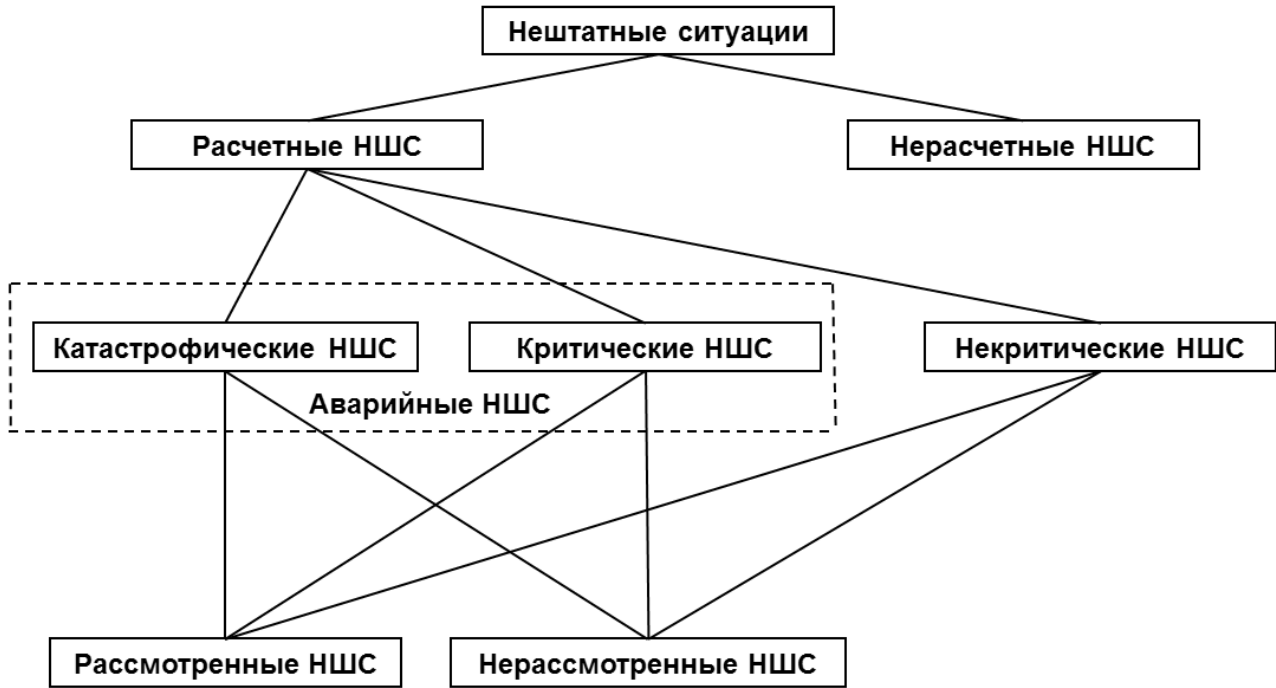 Нештатные ситуации
Расчетные НШС
Нерасчетные НШС
Катастрофические НШС
Критические НШС
Некритические НШС
Аварийные НШС
Рассмотренные НШС
Нерассмотренные НШС